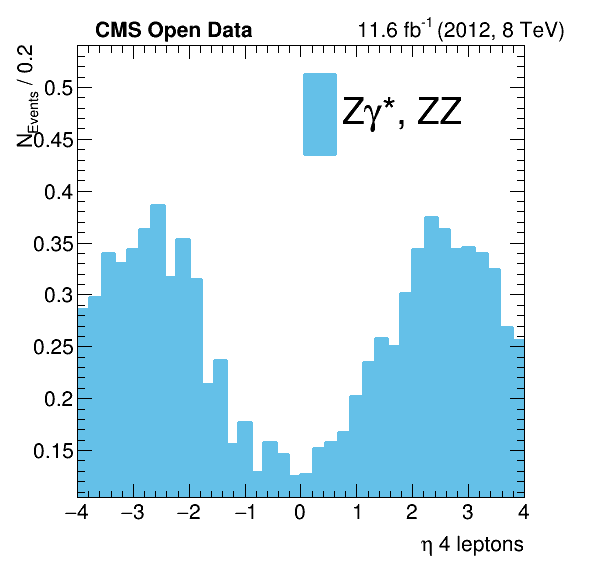 CMS Open Data 11.6 fb⁻¹ (2012, 8 TeV)
N_Events / 0.2
Zγ*, ZZ
0.5
0.45
0.4
0.35
0.3
0.25
0.2
0.15
−4 −3 −2 −1 0 1 2 3 4
η 4 leptons